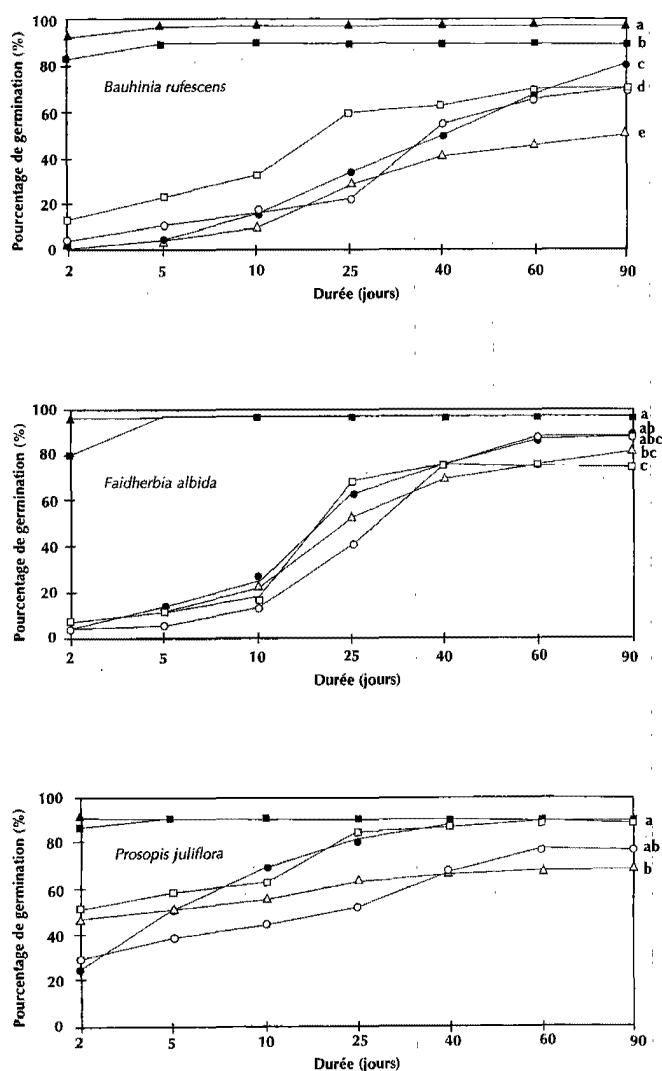 100
80
60
40
20
0
Pourcentage de germination (%)
Bauhinia rufescens
a
b
c
d
e
2 5 10 25 40 60 90
Durée (jours)
100
80
60
40
20
0
Pourcentage de germination (%)
Faidherbia albida
a
ab
abc
bc
c
2 5 10 25 40 60 90
Durée (jours)
100
80
60
40
20
0
Pourcentage de germination (%)
Prosopis juliflora
a
ab
b
2 5 10 25 40 60 90
Durée (jours)